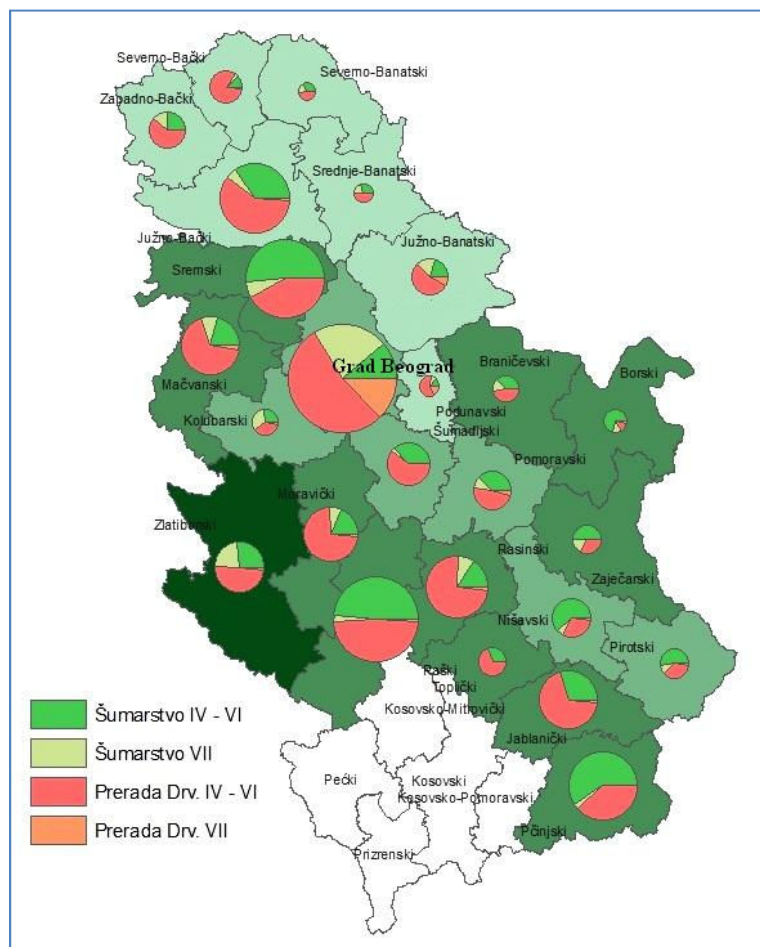 Severno-Bački
Severno-Banatski
Zapadno-Bački
Srednje-Banatski
Južno-Bački
Južno-Banatski
Sremski
Grad Beograd
Braničevski
Borski
Mačvanski
Podunavski
Kolubarski
Šumadijski
Pomoravski
Moravički
Zlatiborski
Rasinski
Zaječarski
Nišavski
Pirotski
Raški
Toplički
Kosovsko-Mitrovički
Jablanički
Pećki
Kosovski
Kosovsko-Pomoravski
Pčinjski
Prizrenski
Šumarstvo IV - VI
Šumarstvo VII
Prerada Drv. IV - VI
Prerada Drv. VII